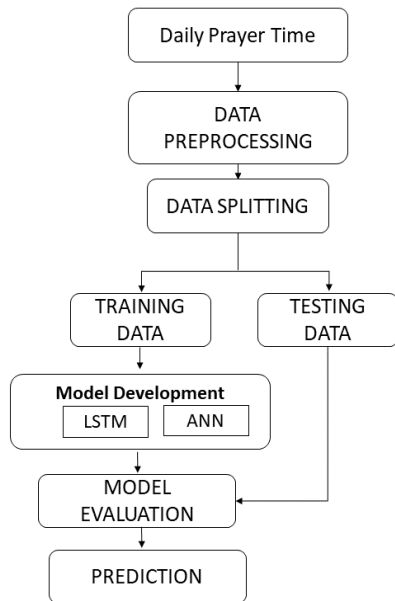 Daily Prayer Time
DATA
PREPROCESSING
DATA SPLITTING
TRAINING
DATA
TESTING
DATA
Model Development
LSTM
ANN
MODEL
EVALUATION
PREDICTION